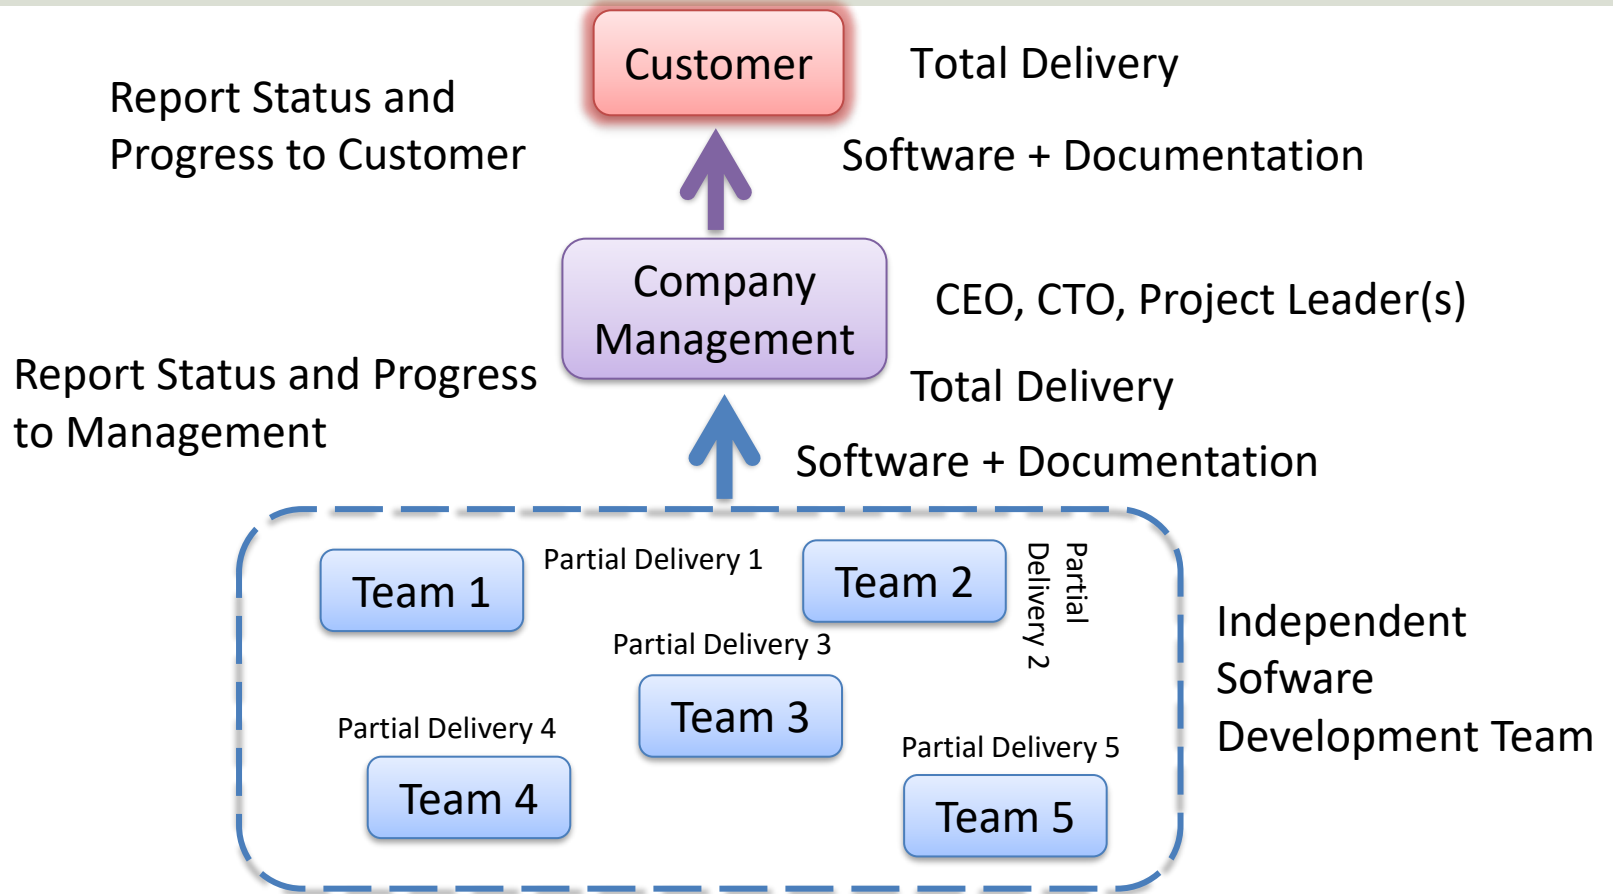 Customer
Total Delivery
Report Status and
Progress to Customer
Software + Documentation
Company
Management
CEO, CTO, Project Leader(s)
Report Status and Progress
to Management
Total Delivery
Software + Documentation
Team 1
Partial Delivery 1
Team 2
Partial
Delivery 2
Partial Delivery 3
Team 3
Partial Delivery 4
Team 4
Partial Delivery 5
Team 5
Independent
Sofware
Development Team